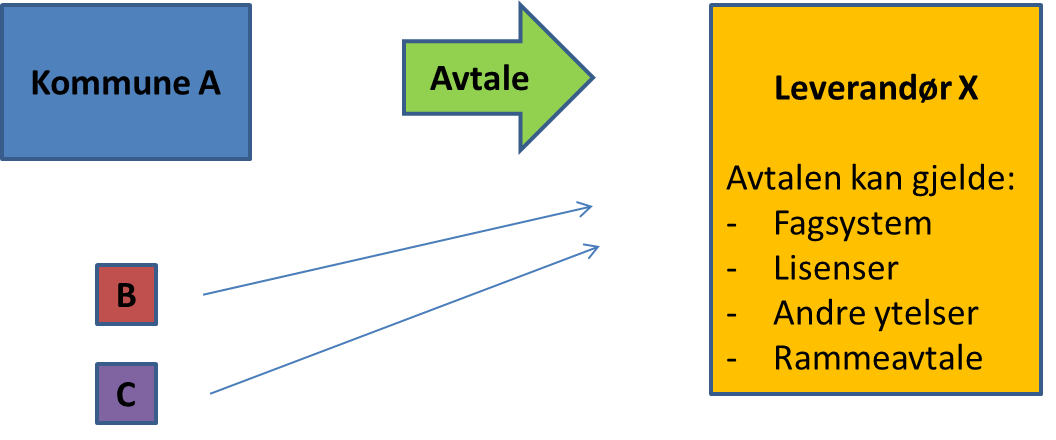 Kommune A
Avtale
Leverandør X
Avtalen kan gjelde:
- Fagsystem
- Lisenser
- Andre ytelser
- Rammeavtale
B
C